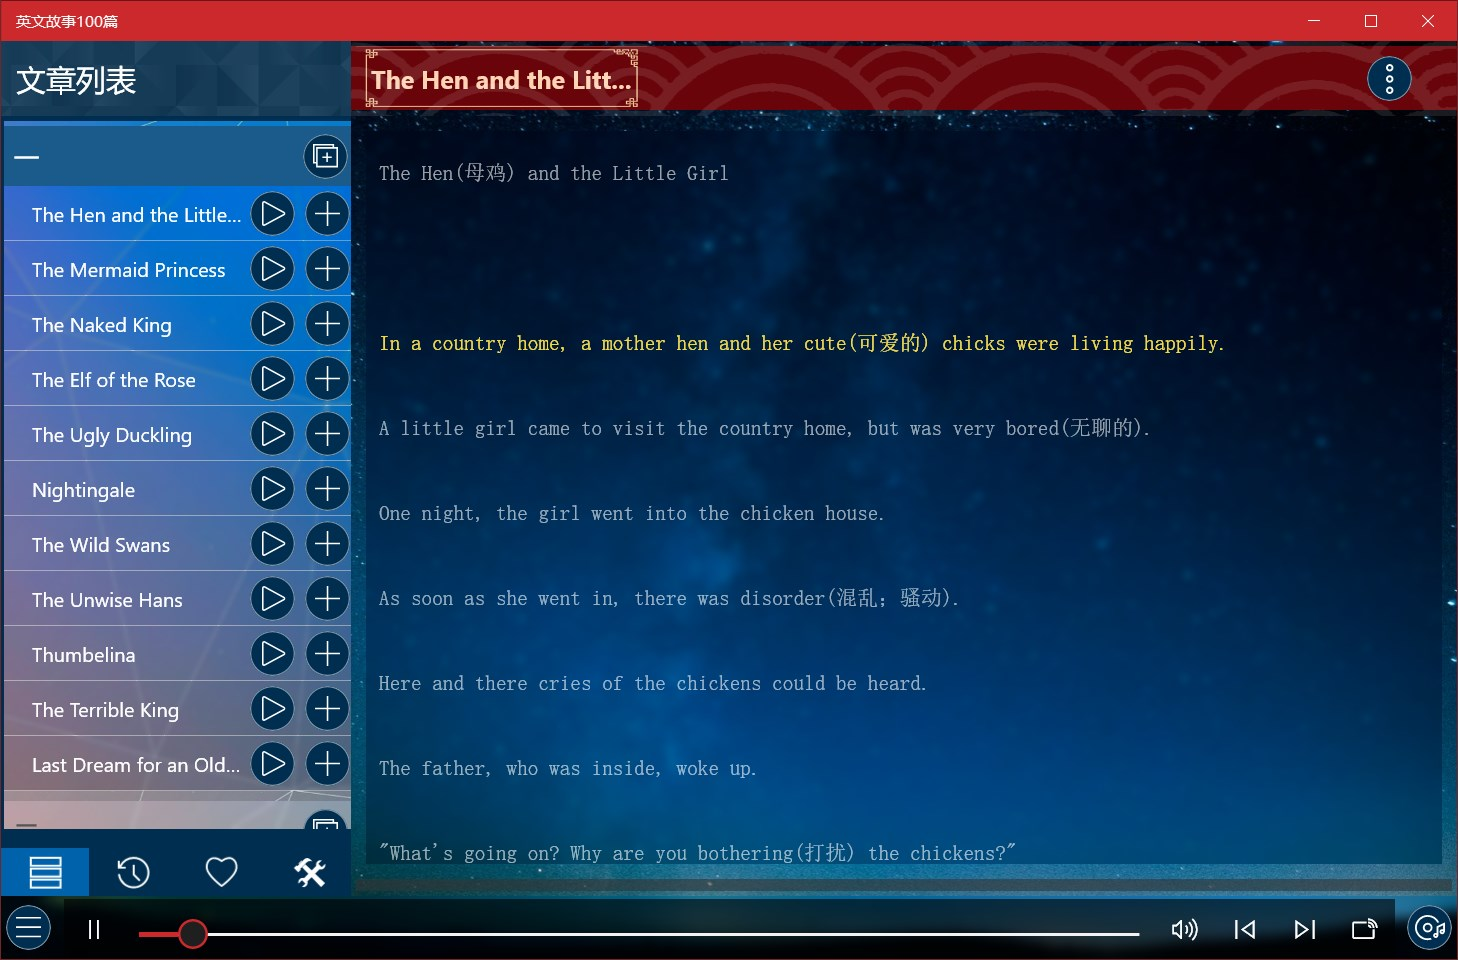 英文故事100篇
文章列表
The Hen and the Litt...
The Hen and the Little...
The Mermaid Princess
The Naked King
The Elf of the Rose
The Ugly Duckling
Nightingale
The Wild Swans
The Unwise Hans
Thumbelina
The Terrible King
Last Dream for an Old...
The Hen(母鸡) and the Little Girl
In a country home, a mother hen and her cute(可爱的) chicks were living happily.
A little girl came to visit the country home, but was very bored(无聊的).
One night, the girl went into the chicken house.
As soon as she went in, there was disorder(混乱；骚动).
Here and there cries of the chickens could be heard.
The father, who was inside, woke up.
"What's going on? Why are you bothering(打扰) the chickens?"